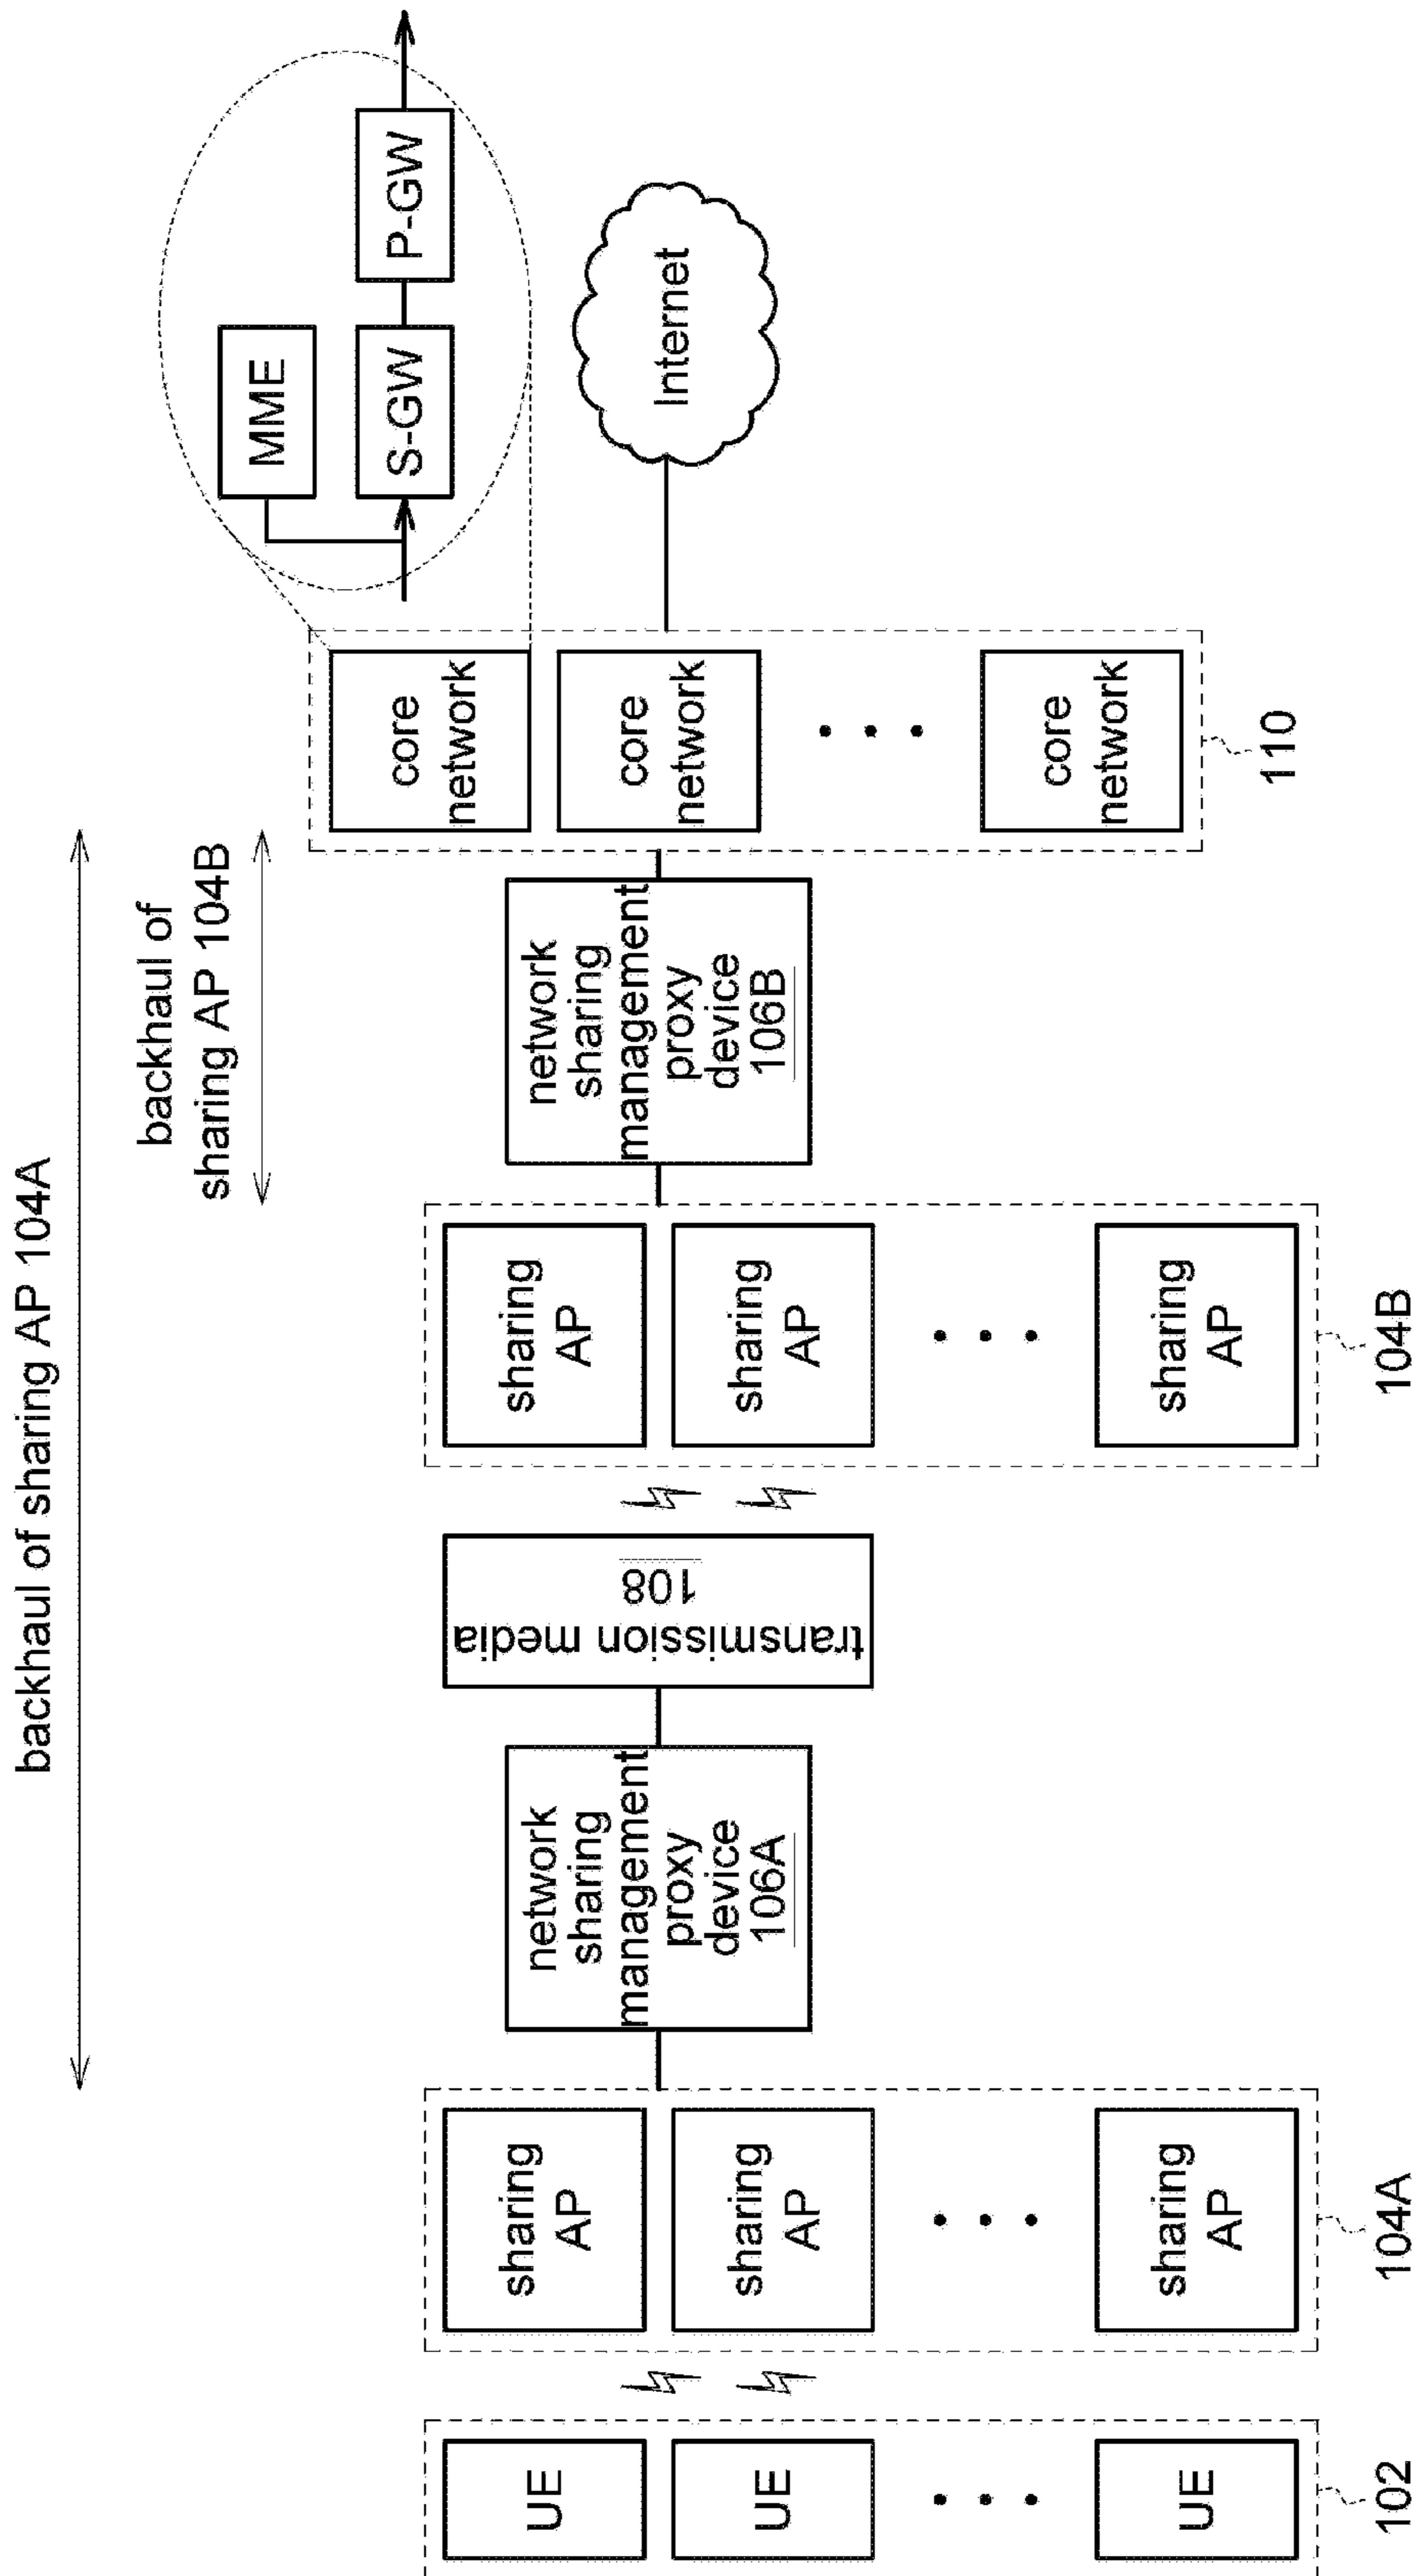 backhaul of sharing AP 104A
backhaul of
sharing AP 104B
MME
S-GW
P-GW
UE
UE
UE
102
sharing
AP
sharing
AP
sharing
AP
104A
network
sharing
management
proxy
device
106A
transmission media
108
sharing
AP
sharing
AP
sharing
AP
104B
network
sharing
management
proxy
device
106B
core
network
core
network
core
network
110
Internet